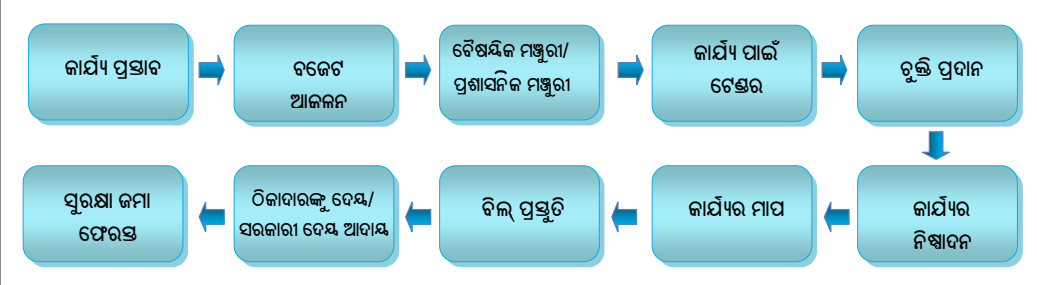 କାର୍ଯ୍ୟ ପ୍ରସ୍ତାବ
ବଜେଟ
ଆକଳନ
ବୈଷୟିକ ମଞ୍ଜୁରୀ/
ପ୍ରଶାସନିକ ମଞ୍ଜୁରୀ
କାର୍ଯ୍ୟ ପାଇଁ
ଟେଣ୍ଡର
ଚୁକ୍ତି ପ୍ରଦାନ
କାର୍ଯ୍ୟର
ନିଷ୍ପାଦନ
କାର୍ଯ୍ୟର ମାପ
ବିଲ୍ ପ୍ରସ୍ତୁତି
ଠିକାଦାରଙ୍କୁ ଦେୟ/
ସରକାରୀ ଦେୟ ଆଦାୟ
ସୁରକ୍ଷା ଜମା
ଫେରସ୍ତ